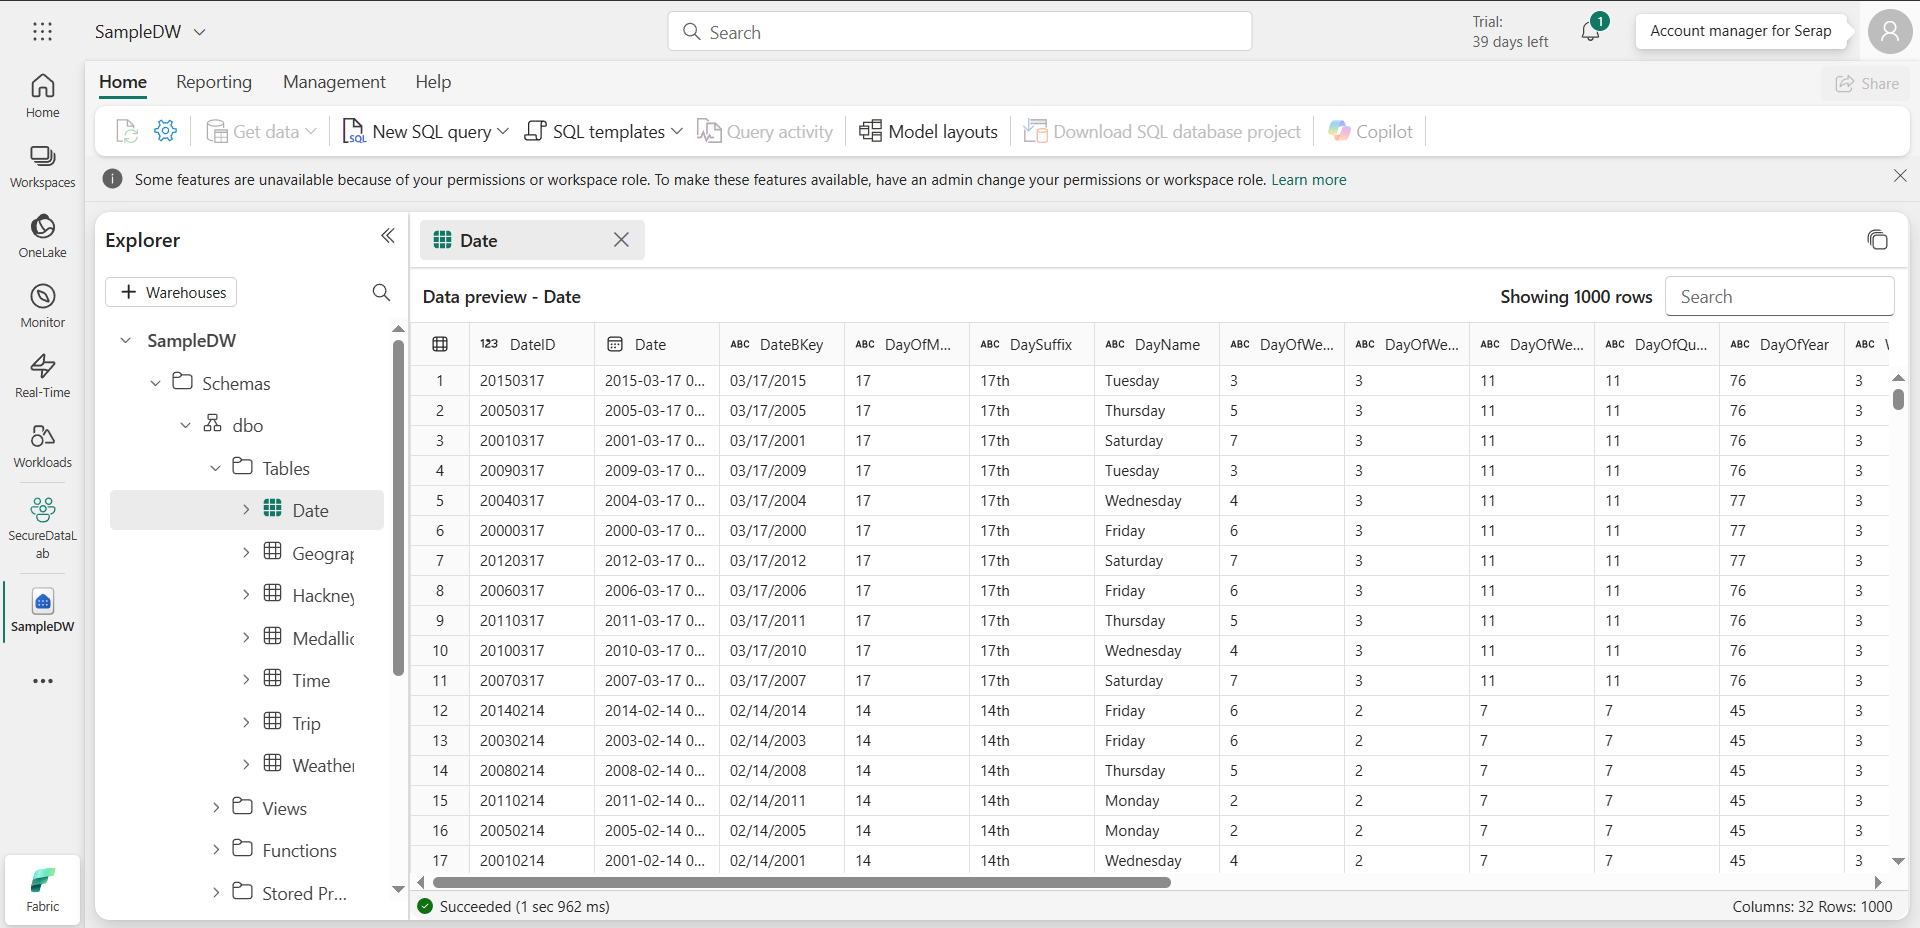 SampleDW
Search
Trial:
39 days left
1
Account manager for Serap
Home
Reporting
Management
Help
Share
Get data
New SQL query
SQL templates
Query activity
Model layouts
Download SQL database project
Copilot
Some features are unavailable because of your permissions or workspace role. To make these features available, have an admin change your permissions or workspace role. Learn more
Home
Workspaces
OneLake
Monitor
Real-Time
Workloads
SecureDataL
ab
SampleDW
Fabric
Explorer
Warehouses
SampleDW
Schemas
dbo
Tables
Date
Geograp
Hackney
Medallic
Time
Trip
Weather
Views
Functions
Stored Pr...
Date
Data preview - Date
Showing 1000 rows
Search
123 DateID Date ABC DateBKey ABC DayOfM... ABC DaySuffix ABC DayName ABC DayOfWe... ABC DayOfWe... ABC DayOfWe... ABC DayOfQu... ABC DayOfYear ABC
1 20150317 2015-03-17 0... 03/17/2015 17 17th Tuesday 3 3 11 11 76 3
2 20050317 2005-03-17 0... 03/17/2005 17 17th Thursday 5 3 11 11 76 3
3 20010317 2001-03-17 0... 03/17/2001 17 17th Saturday 7 3 11 11 76 3
4 20090317 2009-03-17 0... 03/17/2009 17 17th Tuesday 3 3 11 11 76 3
5 20040317 2004-03-17 0... 03/17/2004 17 17th Wednesday 4 3 11 11 77 3
6 20000317 2000-03-17 0... 03/17/2000 17 17th Friday 6 3 11 11 77 3
7 20120317 2012-03-17 0... 03/17/2012 17 17th Saturday 7 3 11 11 77 3
8 20060317 2006-03-17 0... 03/17/2006 17 17th Friday 6 3 11 11 76 3
9 20110317 2011-03-17 0... 03/17/2011 17 17th Thursday 5 3 11 11 76 3
10 20100317 2010-03-17 0... 03/17/2010 17 17th Wednesday 4 3 11 11 76 3
11 20070317 2007-03-17 0... 03/17/2007 17 17th Saturday 7 3 11 11 76 3
12 20140214 2014-02-14 0... 02/14/2014 14 14th Friday 6 2 7 7 45 3
13 20030214 2003-02-14 0... 02/14/2003 14 14th Friday 6 2 7 7 45 3
14 20080214 2008-02-14 0... 02/14/2008 14 14th Thursday 5 2 7 7 45 3
15 20110214 2011-02-14 0... 02/14/2011 14 14th Monday 2 2 7 7 45 3
16 20050214 2005-02-14 0... 02/14/2005 14 14th Monday 2 2 7 7 45 3
17 20010214 2001-02-14 0... 02/14/2001 14 14th Wednesday 4 2 7 7 45 3
Succeeded (1 sec 962 ms)
Columns: 32 Rows: 1000